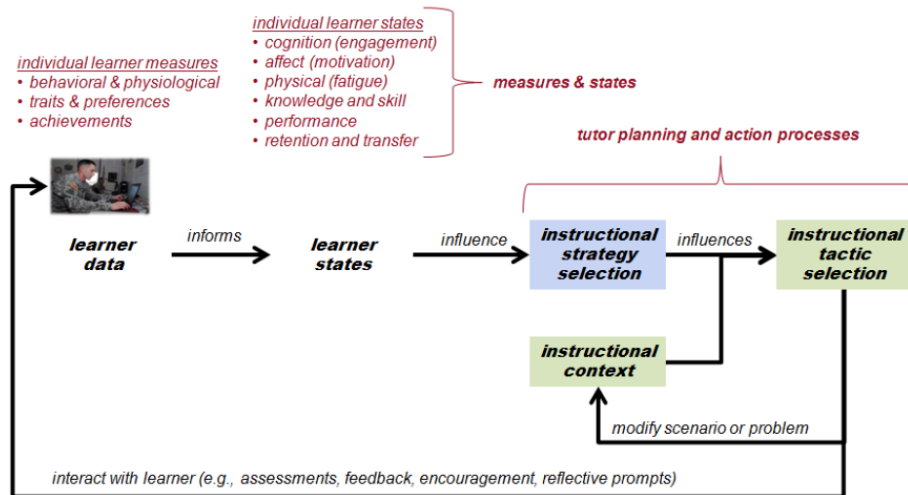 individual learner measures
• behavioral & physiological
• traits & preferences
• achievements
individual learner states
• cognition (engagement)
• affect (motivation)
• physical (fatigue)
• knowledge and skill
• performance
• retention and transfer
measures & states
tutor planning and action processes
learner
data
informs
learner
states
influence
instructional
strategy
selection
influences
instructional
tactic
selection
instructional
context
modify scenario or problem
interact with learner (e.g., assessments, feedback, encouragement, reflective prompts)